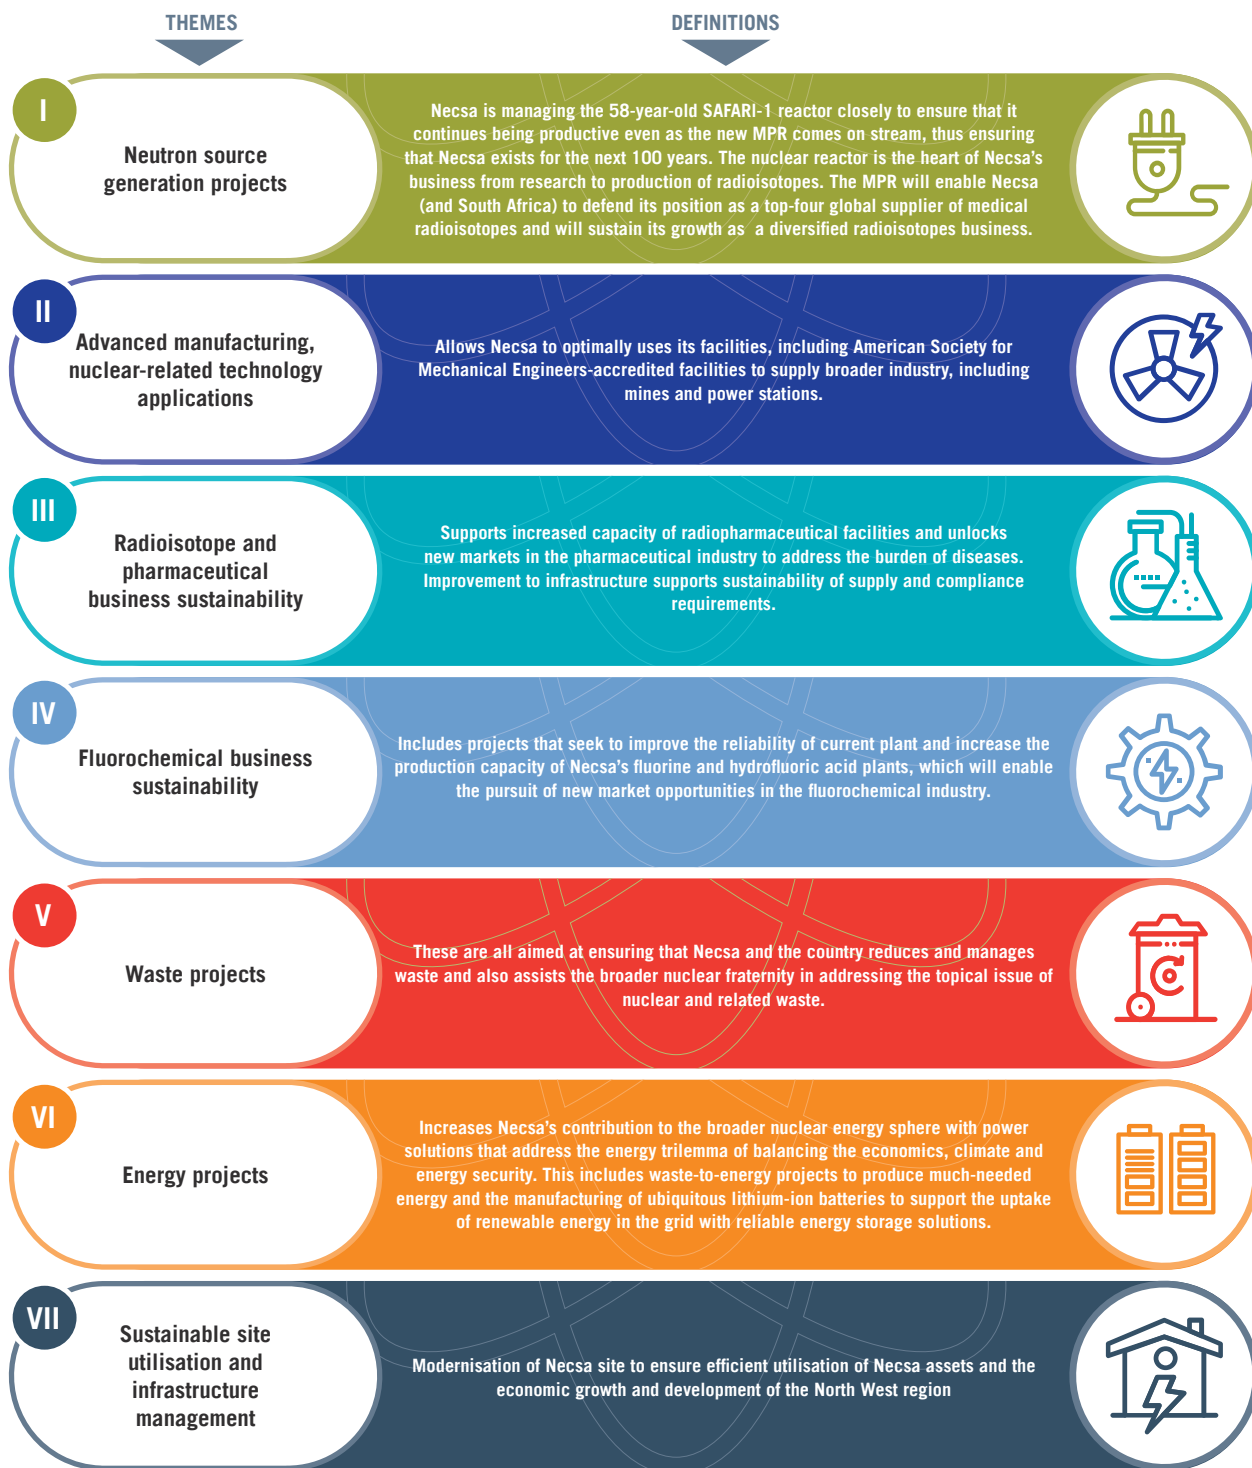 THEMES
DEFINITIONS
I
Neutron source
generation projects
Necsa is managing the 58-year-old SAFARI-1 reactor closely to ensure that it
continues being productive even as the new MPR comes on stream, thus ensuring
that Necsa exists for the next 100 years. The nuclear reactor is the heart of Necsa's
business from research to production of radioisotopes. The MPR will enable Necsa
(and South Africa) to defend its position as a top-four global supplier of medical
radioisotopes and will sustain its growth as a diversified radioisotopes business.
II
Advanced manufacturing,
nuclear-related technology
applications
Allows Necsa to optimally uses its facilities, including American Society for
Mechanical Engineers-accredited facilities to supply broader industry, including
mines and power stations.
III
Radioisotope and
pharmaceutical
business sustainability
Supports increased capacity of radiopharmaceutical facilities and unlocks
new markets in the pharmaceutical industry to address the burden of diseases.
Improvement to infrastructure supports sustainability of supply and compliance
requirements.
IV
Fluorochemical business
sustainability
Includes projects that seek to improve the reliability of current plant and increase the
production capacity of Necsa's fluorine and hydrofluoric acid plants, which will enable
the pursuit of new market opportunities in the fluorochemical industry.
V
Waste projects
These are all aimed at ensuring that Necsa and the country reduces and manages
waste and also assists the broader nuclear fraternity in addressing the topical issue of
nuclear and related waste.
VI
Energy projects
Increases Necsa's contribution to the broader nuclear energy sphere with power
solutions that address the energy trilemma of balancing the economics, climate and
energy security. This includes waste-to-energy projects to produce much-needed
energy and the manufacturing of ubiquitous lithium-ion batteries to support the uptake
of renewable energy in the grid with reliable energy storage solutions.
VII
Sustainable site
utilisation and
infrastructure
management
Modernisation of Necsa site to ensure efficient utilisation of Necsa assets and the
economic growth and development of the North West region